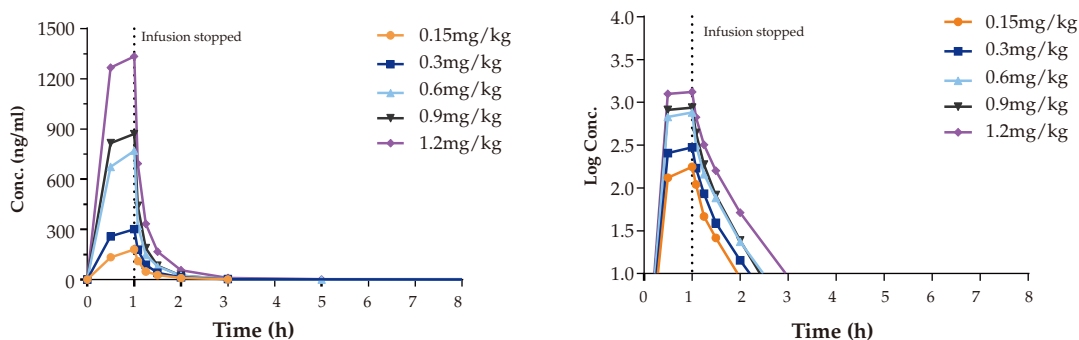 Conc. (ng/ml)
1500
1200
900
600
300
0
Infusion stopped
0.15mg/kg
0.3mg/kg
0.6mg/kg
0.9mg/kg
1.2mg/kg
0 1 2 3 4 5 6 7 8
Time (h)
Log Conc.
4.0
3.5
3.0
2.5
2.0
1.5
1.0
Infusion stopped
0.15mg/kg
0.3mg/kg
0.6mg/kg
0.9mg/kg
1.2mg/kg
0 1 2 3 4 5 6 7 8
Time (h)